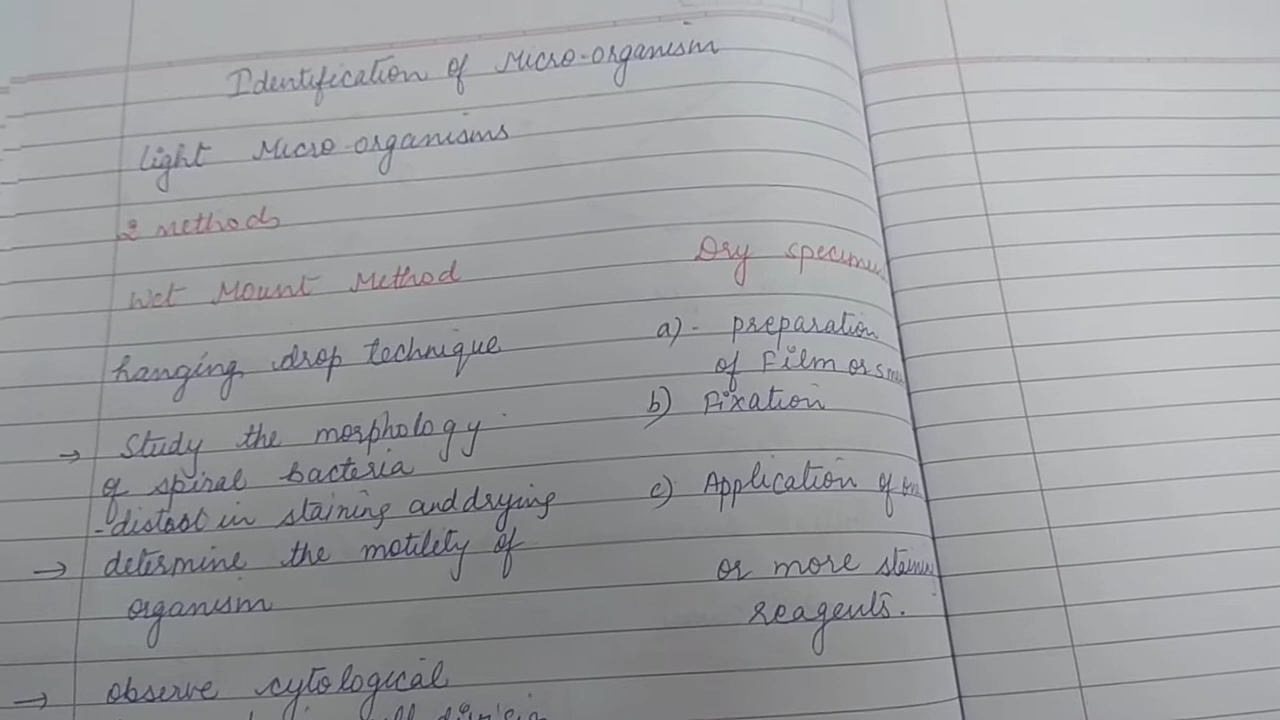 Identification of Micro-organism
light Micro organisms
2 Methods
Wet Mount Method
hanging drop technique
→ Study the morphology
of spiral bacteria
- distost in staining and drying
→ determine the motility of
organism
→ observe cytological
Dry
a) - preparation
of Film or
b) Fixation
c) Application of
or more
reagents.